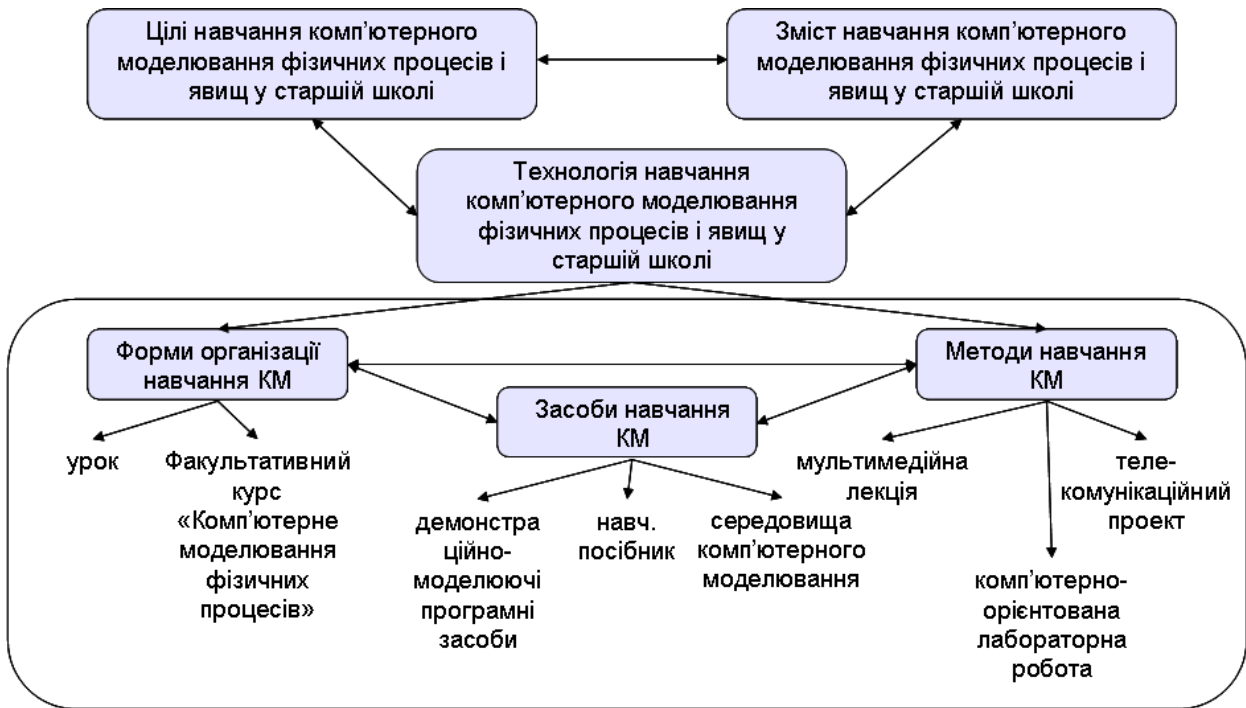 Цілі навчання комп’ютерного
моделювання фізичних процесів і
явищ у старшій школі
Зміст навчання комп’ютерного
моделювання фізичних процесів і
явищ у старшій школі
Технологія навчання
комп’ютерного моделювання
фізичних процесів і явищ у
старшій школі
Форми організації
навчання КМ
Методи навчання
КМ
Засоби навчання
КМ
урок
Факультативний
курс
«Комп’ютерне
моделювання
фізичних
процесів»
демонстра
ційно-
моделюючі
програмні
засоби
навч.
посібник
середовища
комп’ютерного
моделювання
мультимедійна
лекція
комп’ютерно-
орієнтована
лабораторна
робота
теле-
комунікаційний
проект